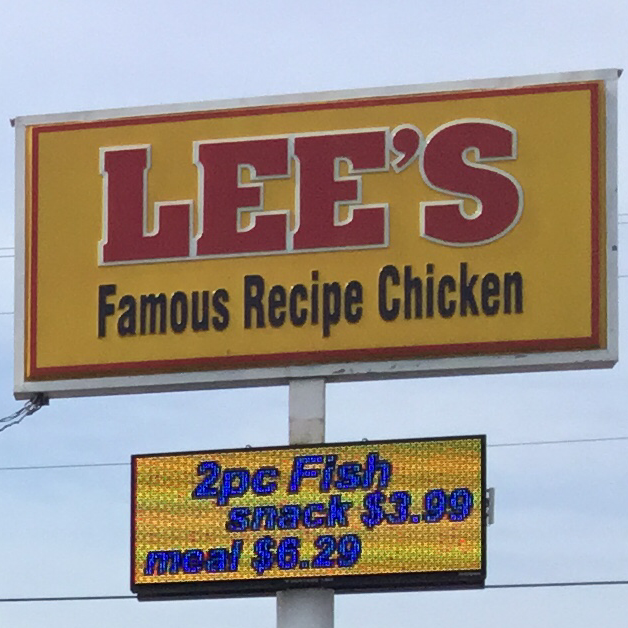 LEE'S
Famous Recipe Chicken
2pc Fish
snack $3.99
meal $6.29